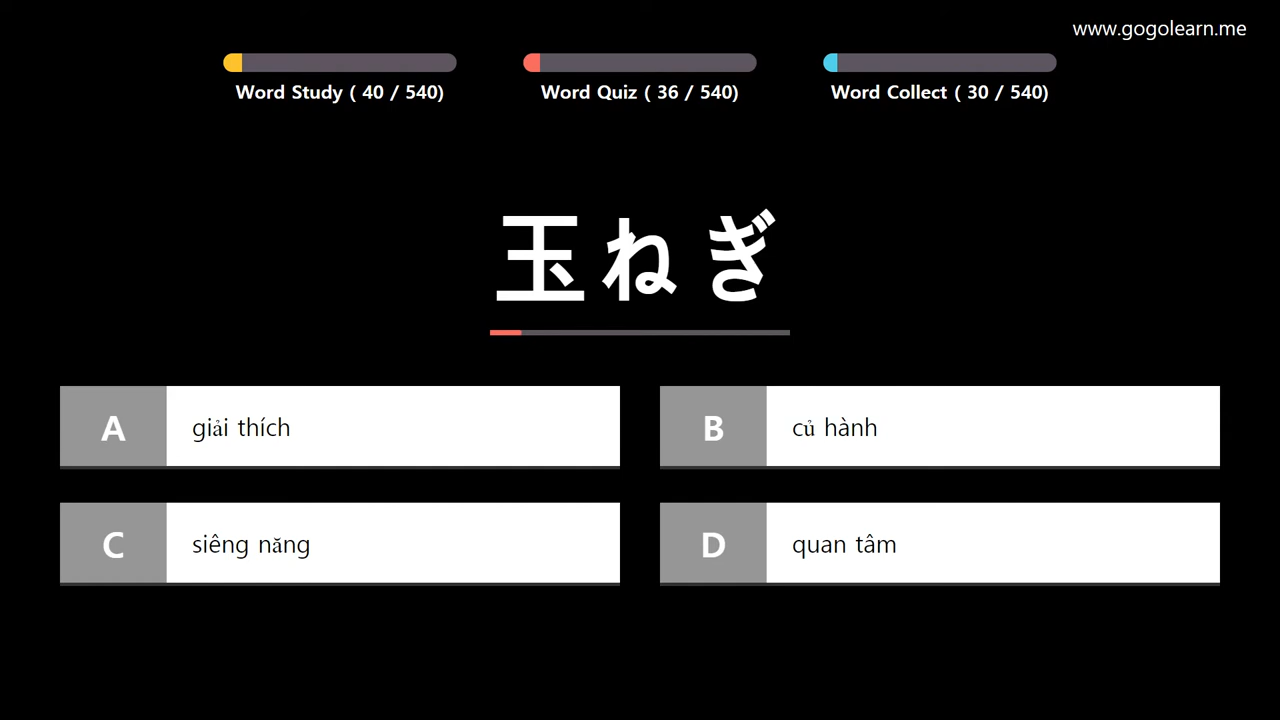 www.gogolearn.me
Word Study ( 40 / 540)
Word Quiz ( 36 / 540)
Word Collect ( 30 / 540)
玉ねぎ
A giải thích
B củ hành
C siêng năng
D quan tâm